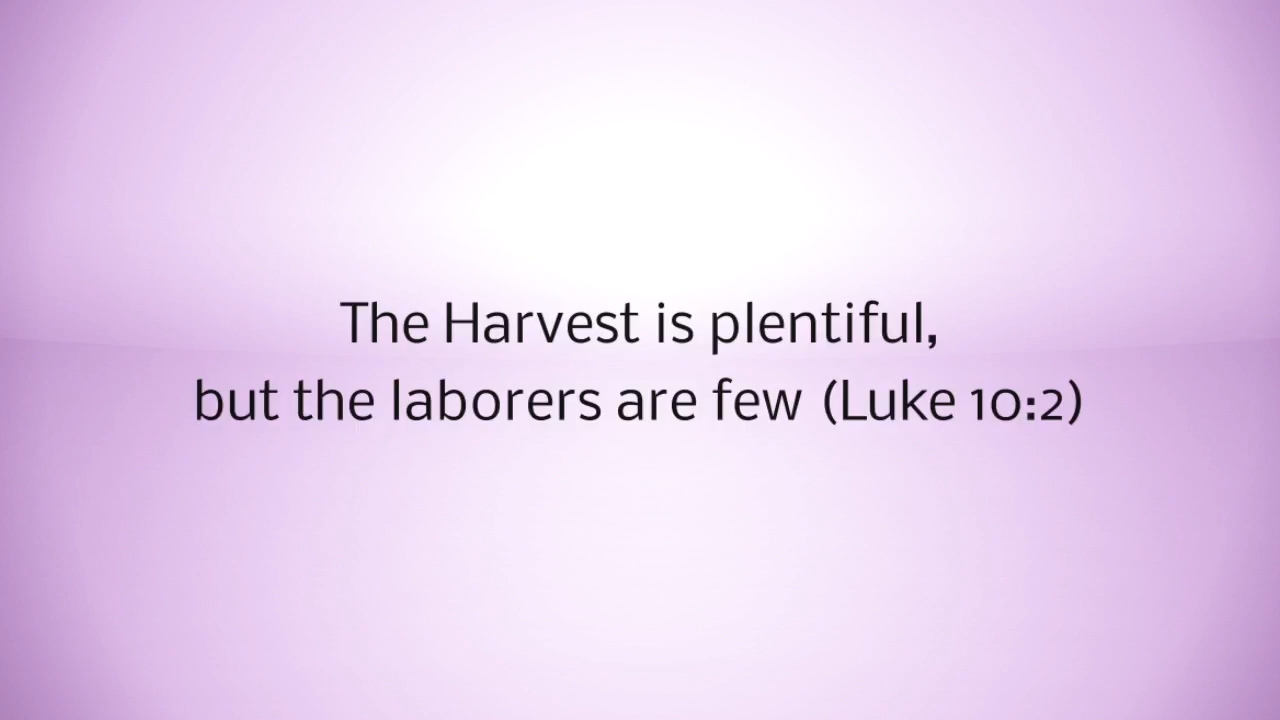 The Harvest is plentiful,
but the laborers are few (Luke 10:2)